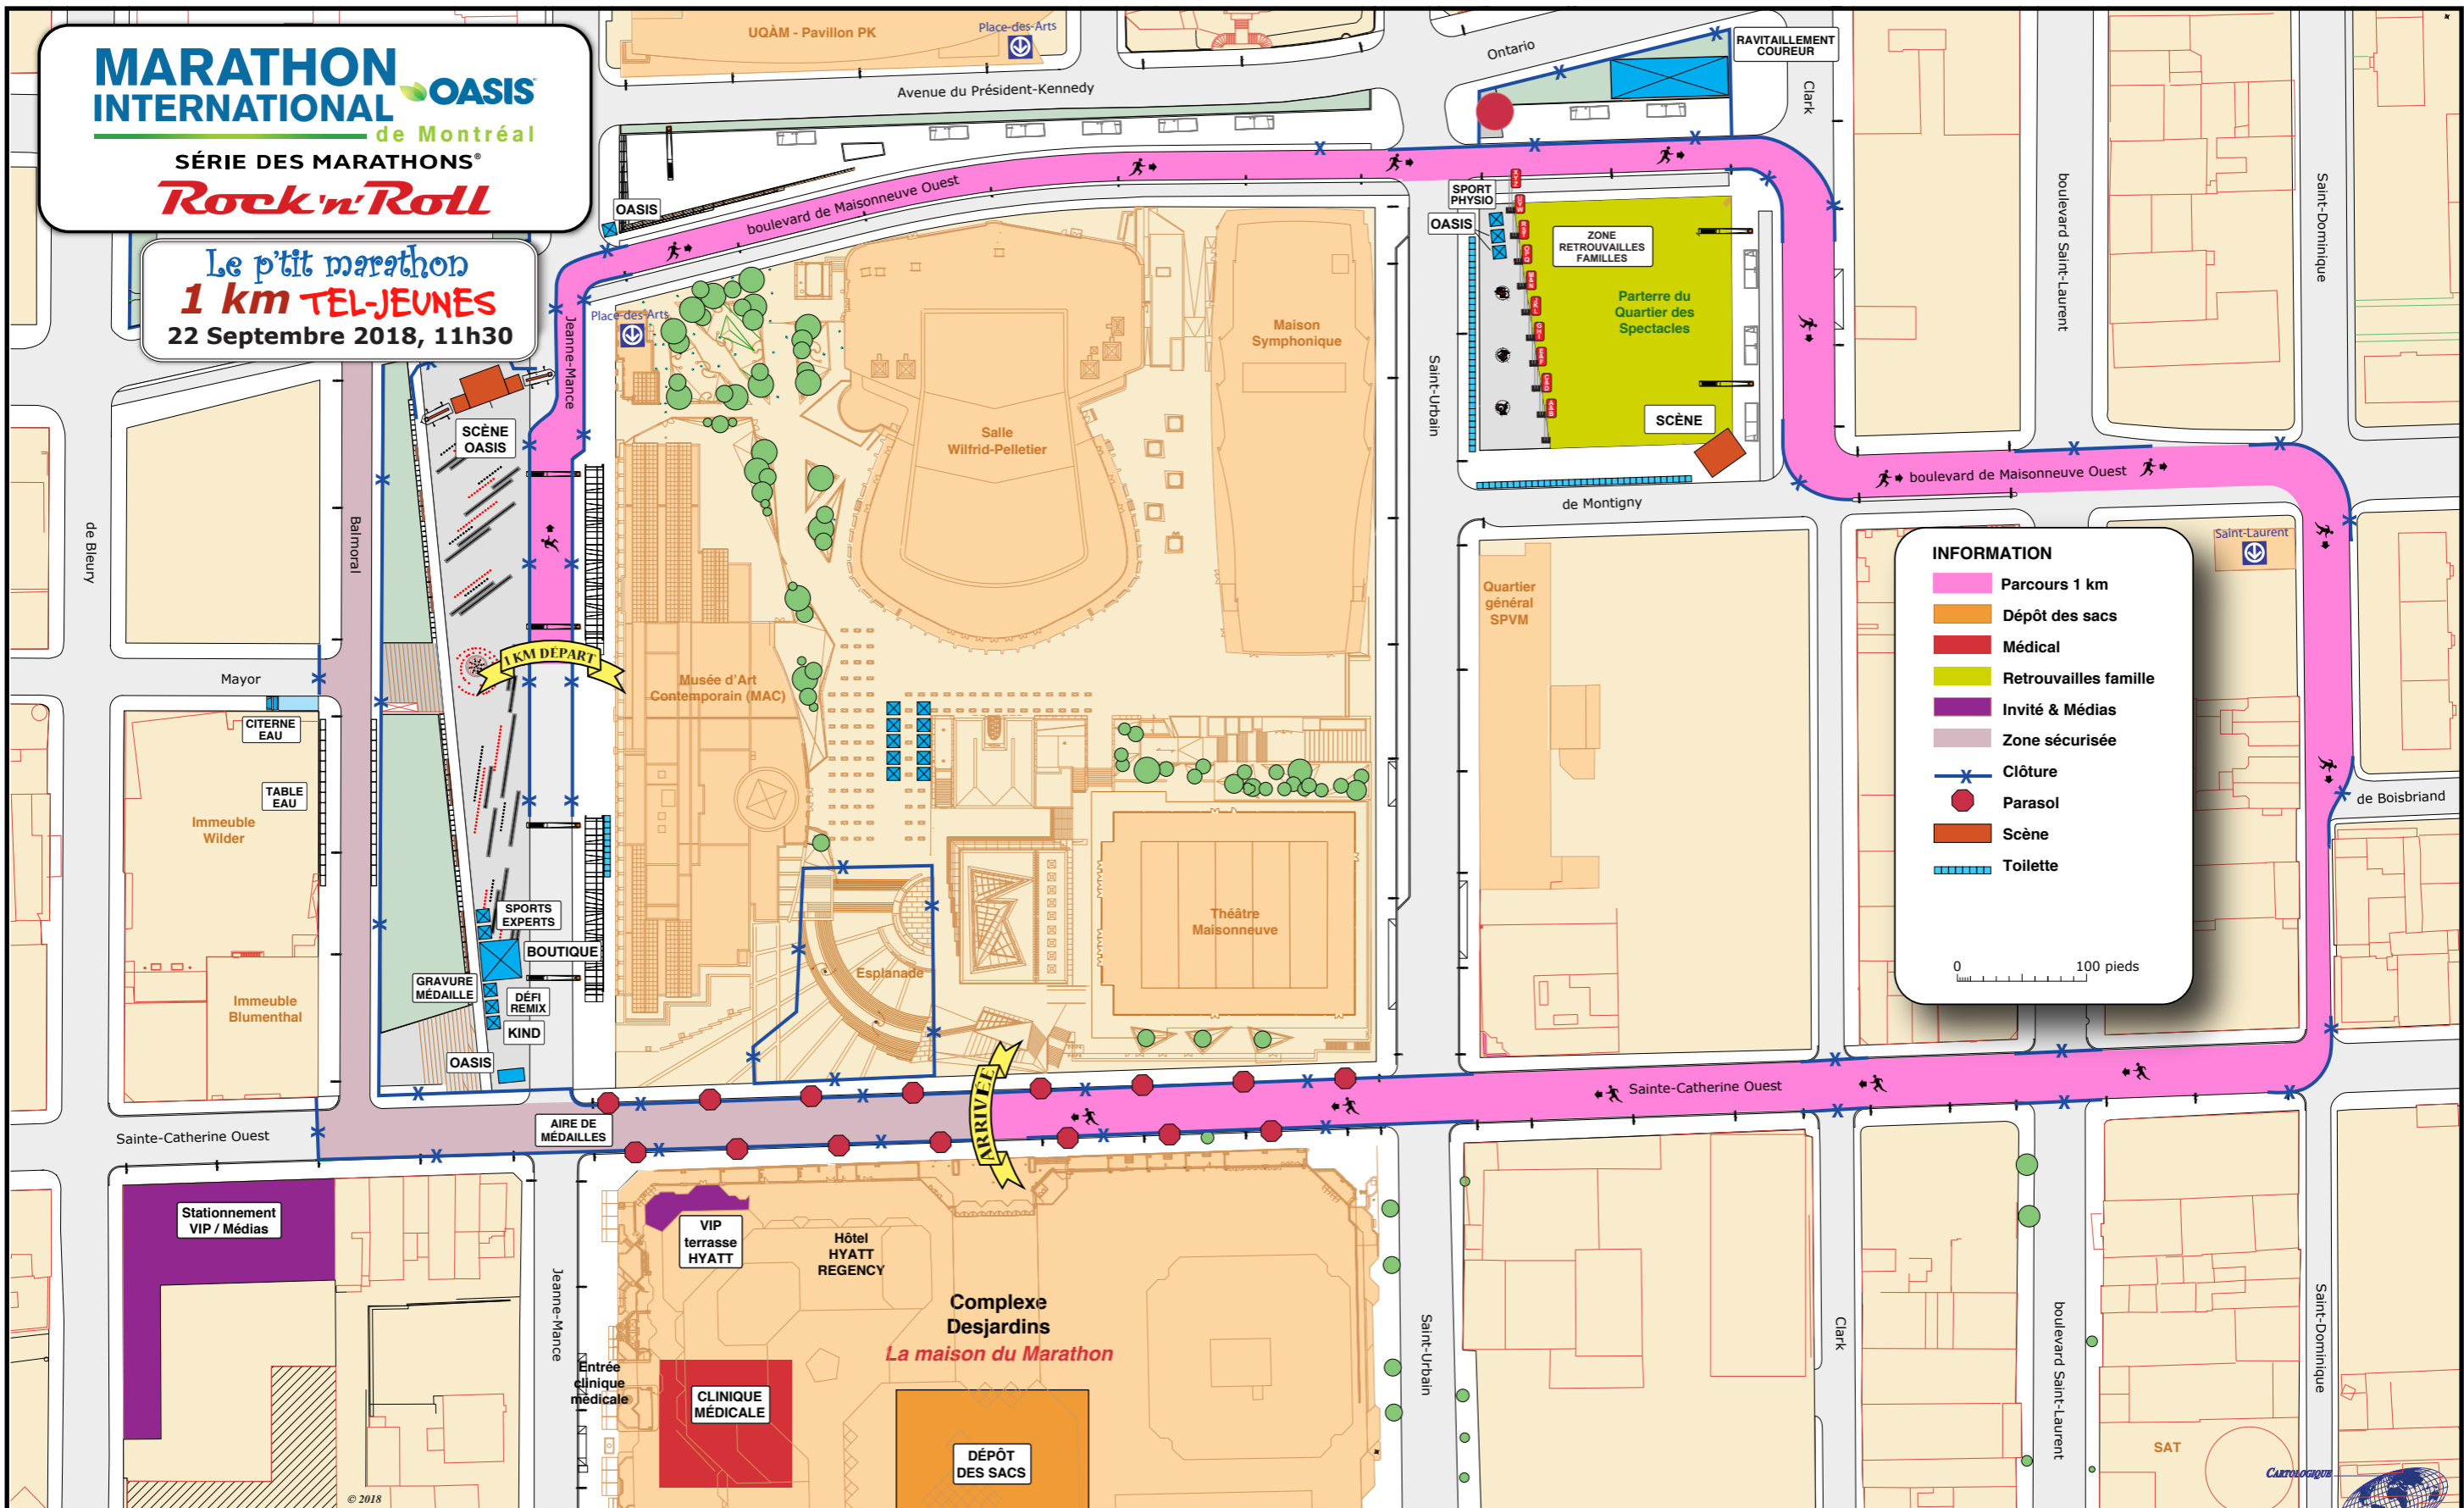 MARATHON
INTERNATIONAL
OASIS
de Montréal
SÉRIE DES MARATHONS®
Rock 'n' Roll
Le p'tit marathon
1 km TEL-JEUNES
22 Septembre 2018, 11h30
UQÀM - Pavillon PK
Place-des-Arts
Avenue du Président-Kennedy
Ontario
RAVITAILLEMENT
COUREUR
Clark
boulevard Saint-Laurent
Saint-Dominique
OASIS
boulevard de Maisonneuve Ouest
SPORT
PHYSIO
OASIS
ZONE
RETROUVAILLES
FAMILLES
Parterre du
Quartier des
Spectacles
SCÈNE
Place-des-Arts
Jeanne-Mance
Maison
Symphonique
Salle
Wilfrid-Pelletier
Saint-Urbain
SCÈNE
OASIS
de Montigny
boulevard de Maisonneuve Ouest
de Bleury
Balmoral
Saint-Laurent
INFORMATION
Parcours 1 km
Dépôt des sacs
Médical
Retrouvailles famille
Invité & Médias
Zone sécurisée
Clôture
Parasol
Scène
Toilette
0 100 pieds
Quartier
général
SPVM
1 KM DÉPART
Mayor
Musée d'Art
Contemporain (MAC)
CITERNE
EAU
TABLE
EAU
Immeuble
Wilder
de Boisbriand
SPORTS
EXPERTS
BOUTIQUE
GRAVURE
MÉDAILLE
DÉFI
REMIX
KIND
OASIS
Immeuble
Blumenthal
Esplanade
Théâtre
Maisonneuve
ARRIVÉE
Sainte-Catherine Ouest
Sainte-Catherine Ouest
AIRE DE
MÉDAILLES
Stationnement
VIP / Médias
VIP
terrasse
HYATT
Hôtel
HYATT
REGENCY
Complexe
Desjardins
La maison du Marathon
Jeanne-Mance
Entrée
clinique
médicale
CLINIQUE
MÉDICALE
DÉPÔT
DES SACS
Saint-Urbain
Clark
boulevard Saint-Laurent
Saint-Dominique
SAT
CARTOLOGIQUE
© 2018